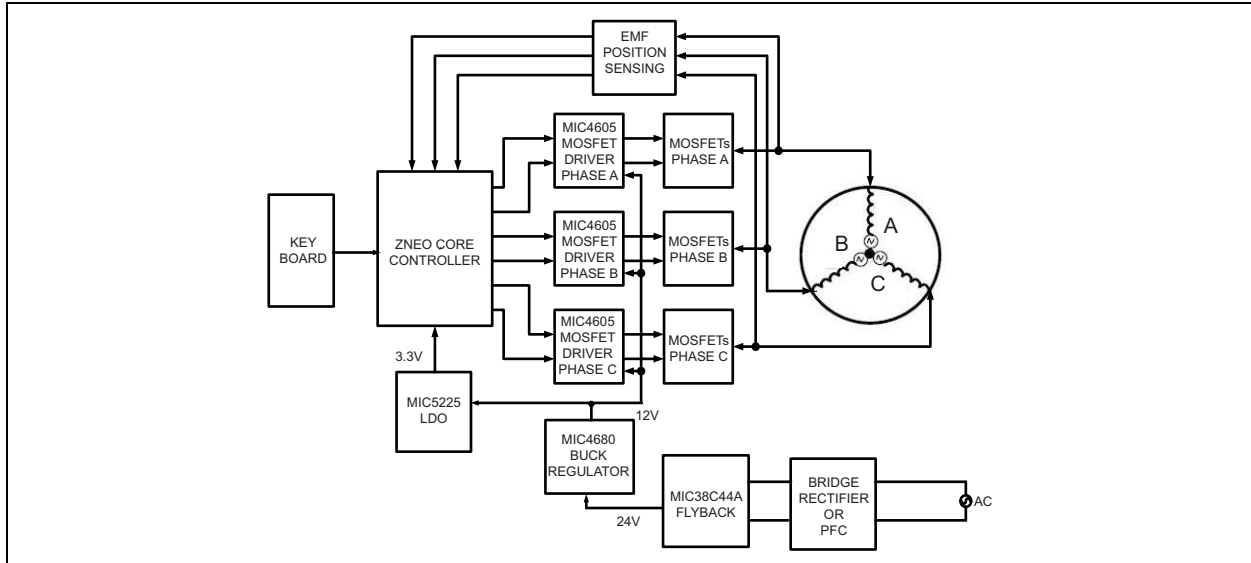 EMF
POSITION
SENSING
MIC4605
MOSFET
DRIVER
PHASE A
MOSFETs
PHASE A
KEY
BOARD
ZNEO CORE
CONTROLLER
MIC4605
MOSFET
DRIVER
PHASE B
MOSFETs
PHASE B
A
B
C
MIC4605
MOSFET
DRIVER
PHASE C
MOSFETs
PHASE C
3.3V
MIC5225
LDO
12V
MIC4680
BUCK
REGULATOR
24V
MIC38C44A
FLYBACK
BRIDGE
RECTIFIER
OR
PFC
AC